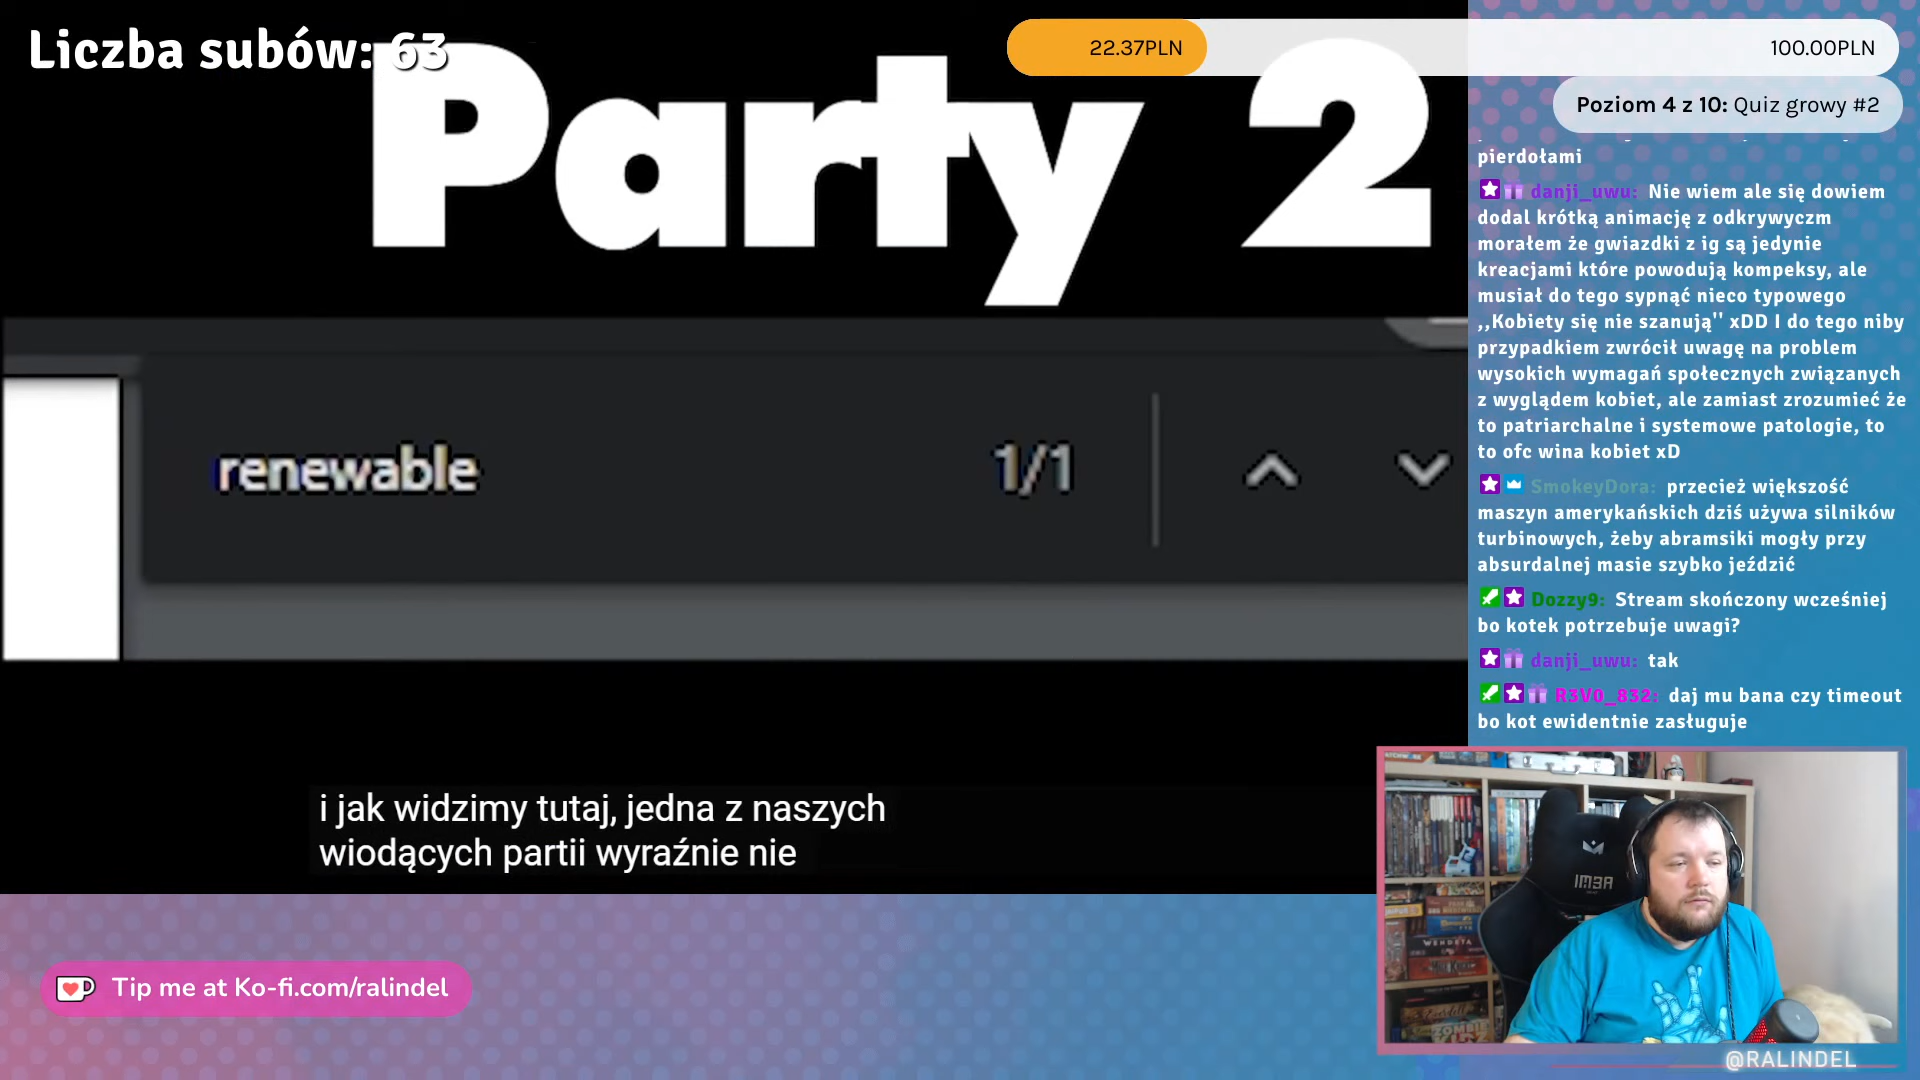 Liczba subów: 63
Party 2
22.37PLN
100.00PLN
Poziom 4 z 10: Quiz growy #2
renewable
1/1
i jak widzimy tutaj, jedna z naszych
wiodących partii wyraźnie nie
pierdołami
danji_uwu: Nie wiem ale się dowiem
dodal krótką animację z odkrywyczm
morałem że gwiazdki z ig są jedynie
kreacjami które powodują kompeksy, ale
musiał do tego sypnąć nieco typowego
,,Kobiety się nie szanują'' xDD I do tego niby
przypadkiem zwrócił uwagę na problem
wysokich wymagań społecznych związanych
z wyglądem kobiet, ale zamiast zrozumieć że
to patriarchalne i systemowe patologie, to
to ofc wina kobiet xD
SmokeyDora: przecież większość
maszyn amerykańskich dziś używa silników
turbinowych, żeby abramsiki mogły przy
absurdalnej masie szybko jeździć
Dozzy9: Stream skończony wcześniej
bo kotek potrzebuje uwagi?
danji_uwu: tak
R3V0_832: daj mu bana czy timeout
bo kot ewidentnie zasługuje
IM3A
WENDETA
Tip me at Ko-fi.com/ralindel
@RALINDEL